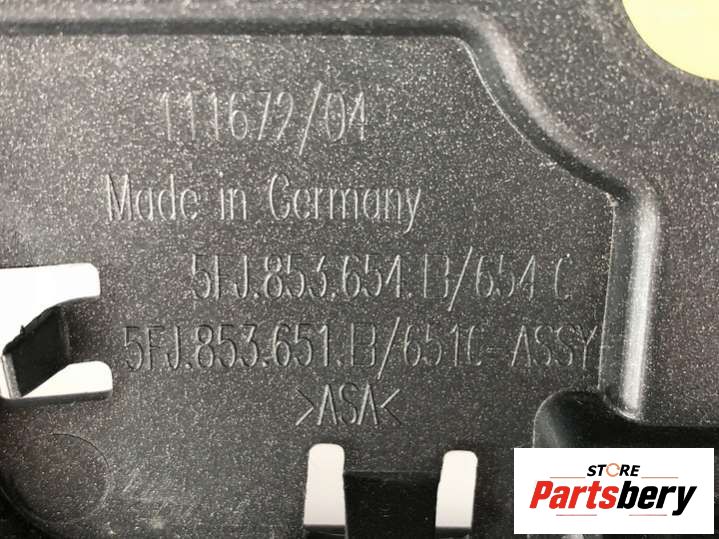 111672/04
Made in Germany
5FJ.853.654.B/654 C
5FJ.853.651.B/651C-ASSY
>ASA<
STORE
Partsbery